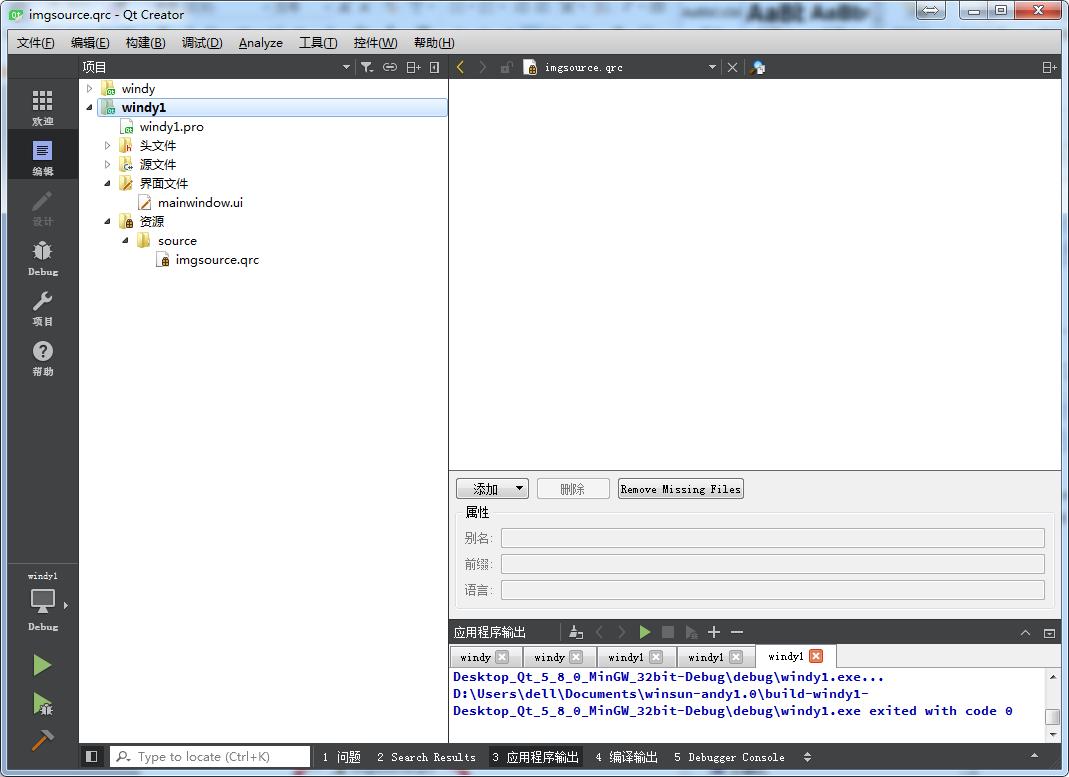 imgsource.qrc - Qt Creator
文件(F) 编辑(E) 构建(B) 调试(D) Analyze 工具(T) 控件(W) 帮助(H)
项目
imgsource.qrc
欢迎
编辑
设计
Debug
项目
帮助
windy
windy1
windy1.pro
头文件
源文件
界面文件
mainwindow.ui
资源
source
imgsource.qrc
添加 删除 Remove Missing Files
属性
别名:
前缀:
语言:
windy1
Debug
应用程序输出
windy windy windy1 windy1 windy1
Desktop_Qt_5_8_0_MinGW_32bit-Debug\debug\windy1.exe...
D:\Users\dell\Documents\winsun-andy1.0\build-windy1-
Desktop_Qt_5_8_0_MinGW_32bit-Debug\debug\windy1.exe exited with code 0
Type to locate (Ctrl+K) 1 问题 2 Search Results 3 应用程序输出 4 编译输出 5 Debugger Console